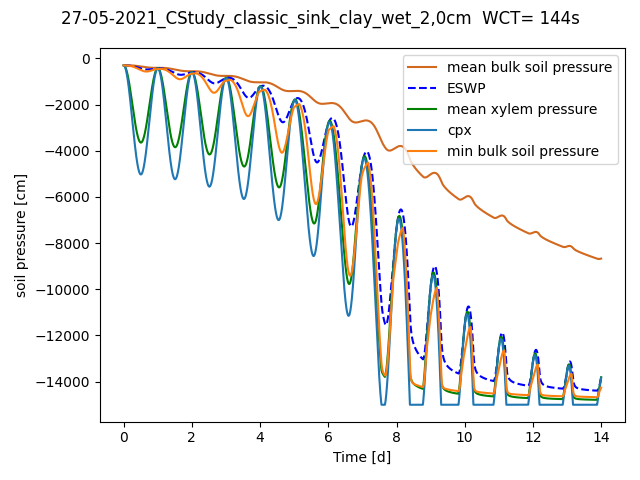 27-05-2021_CStudy_classic_sink_clay_wet_2,0cm  WCT= 144s
mean bulk soil pressure
ESWP
mean xylem pressure
cpx
min bulk soil pressure
soil pressure [cm]
0
−2000
−4000
−6000
−8000
−10000
−12000
−14000
0 2 4 6 8 10 12 14
Time [d]